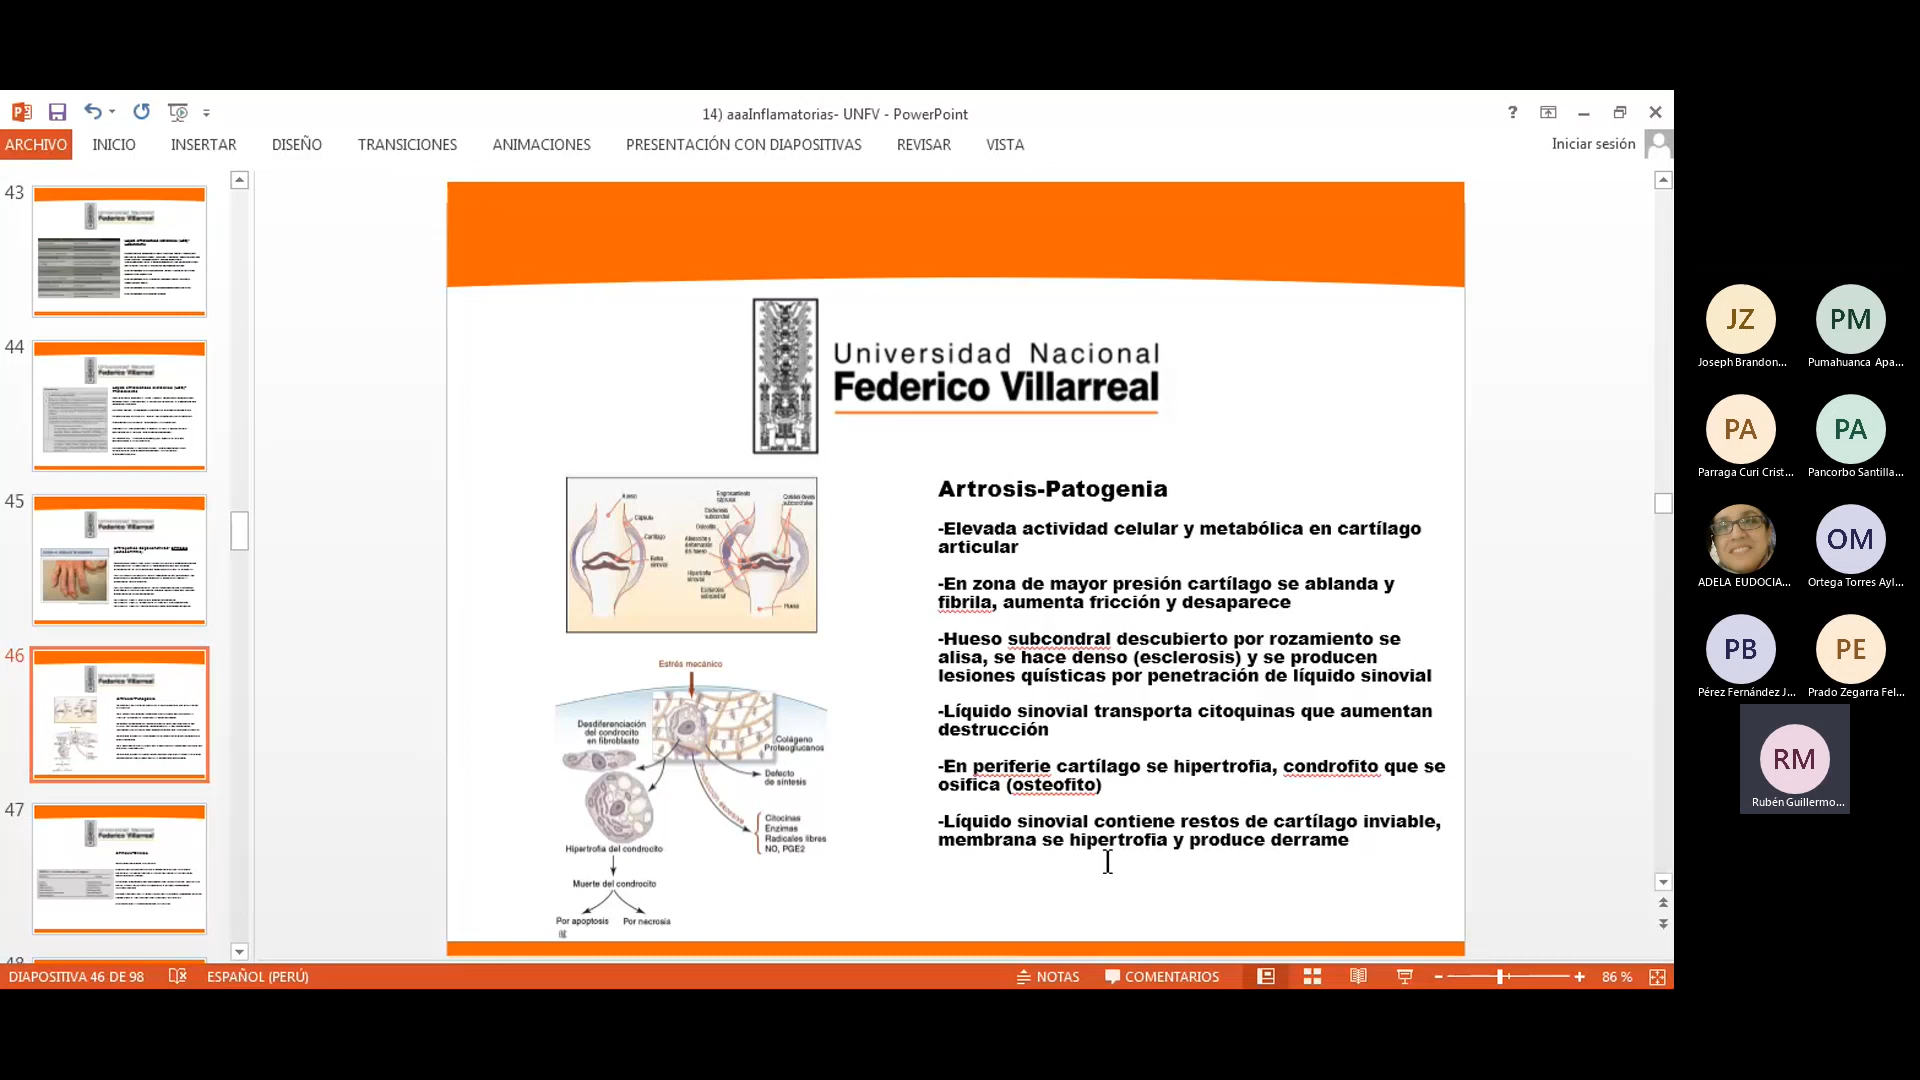 14) aaaInflamatorias- UNFV - PowerPoint
?
ARCHIVO INICIO INSERTAR DISEÑO TRANSICIONES ANIMACIONES PRESENTACIÓN CON DIAPOSITIVAS REVISAR VISTA
Iniciar sesión
43
44
45
46
47
48
Universidad Nacional
Federico Villarreal
Cápsula
Cartílago
Hueso
Osteofito
Estrés mecánico
Desdiferenciación
del condrocito
en fibroblasto
Colágeno
Proteoglucanos
Defecto
de síntesis
Citocinas
Enzimas
Radicales libres
NO, PGE2
Hipertrofia del condrocito
Muerte del condrocito
Por apoptosis
Por necrosis
Artrosis-Patogenia
-Elevada actividad celular y metabólica en cartílago
articular
-En zona de mayor presión cartílago se ablanda y
fibrila, aumenta fricción y desaparece
-Hueso subcondral descubierto por rozamiento se
alisa, se hace denso (esclerosis) y se producen
lesiones quísticas por penetración de líquido sinovial
-Líquido sinovial transporta citoquinas que aumentan
destrucción
-En periferie cartílago se hipertrofia, condrofito que se
osifica (osteofito)
-Líquido sinovial contiene restos de cartílago inviable,
membrana se hipertrofia y produce derrame
DIAPOSITIVA 46 DE 98
ESPAÑOL (PERÚ)
NOTAS
COMENTARIOS
86 %
JZ
Joseph Brandon...
PM
Pumahuanca Apa...
PA
Parraga Curi Crist...
PA
Pancorbo Santilla...
ADELA EUDOCIA...
OM
Ortega Torres Ayl...
PB
Pérez Fernández J...
PE
Prado Zegarra Fel...
RM
Rubén Guillermo...